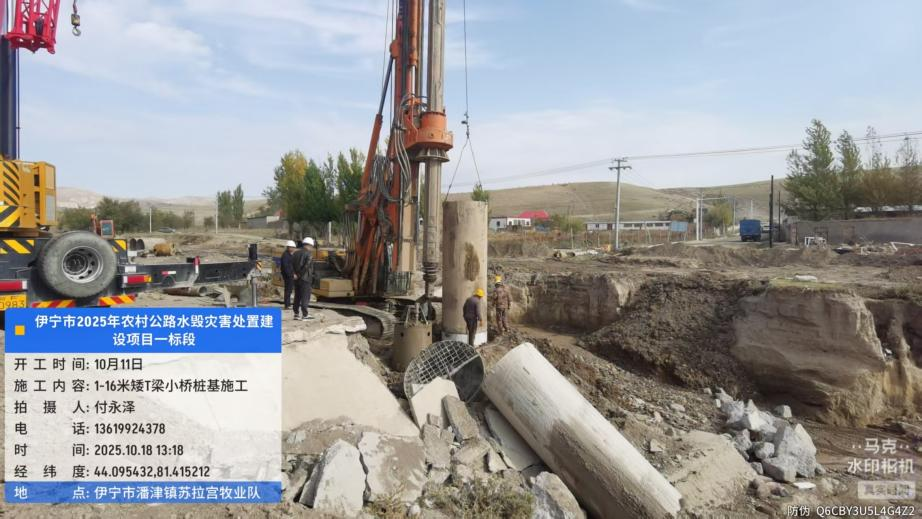 伊宁市2025年农村公路水毁灾害处置建
设项目一标段
开工时间: 10月11日
施工内容: 1-16米矮T梁小桥桩基施工
拍摄人: 付永泽
电话: 13619924378
时间: 2025.10.18 13:18
经纬度: 44.095432,81.415212
地点: 伊宁市潘津镇苏拉宫牧业队
马克
水印相机
防伪 Q6CBY3U5L4G4Z2